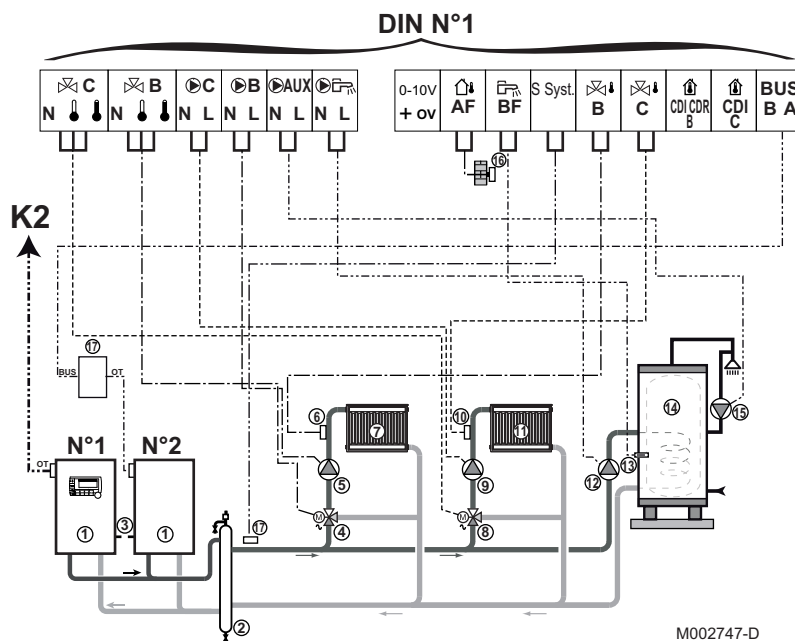 DIN N°1
C
N
B
N
C
N L
B
N L
AUX
N L
N L
0-10V
+ OV
AF
BF
S Syst.
B
C
CDI CDR
B
CDI
C
BUS
B A
16
K2
17
BUS
OT
6
7
10
11
14
15
N°1
N°2
OT
5
9
12
13
1
3
1
M
4
17
M
8
2
M002747-D